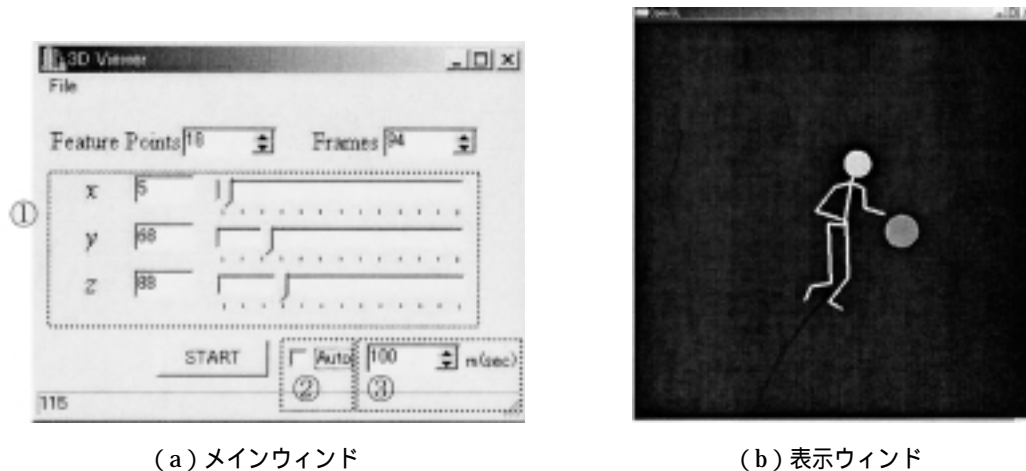 3D Viewer
File
Feature Points 18 Frames 94
① x 5
y 68
z 88
START Auto 100 m(sec)
② ③
115
(a)メインウィンド
(b)表示ウィンド